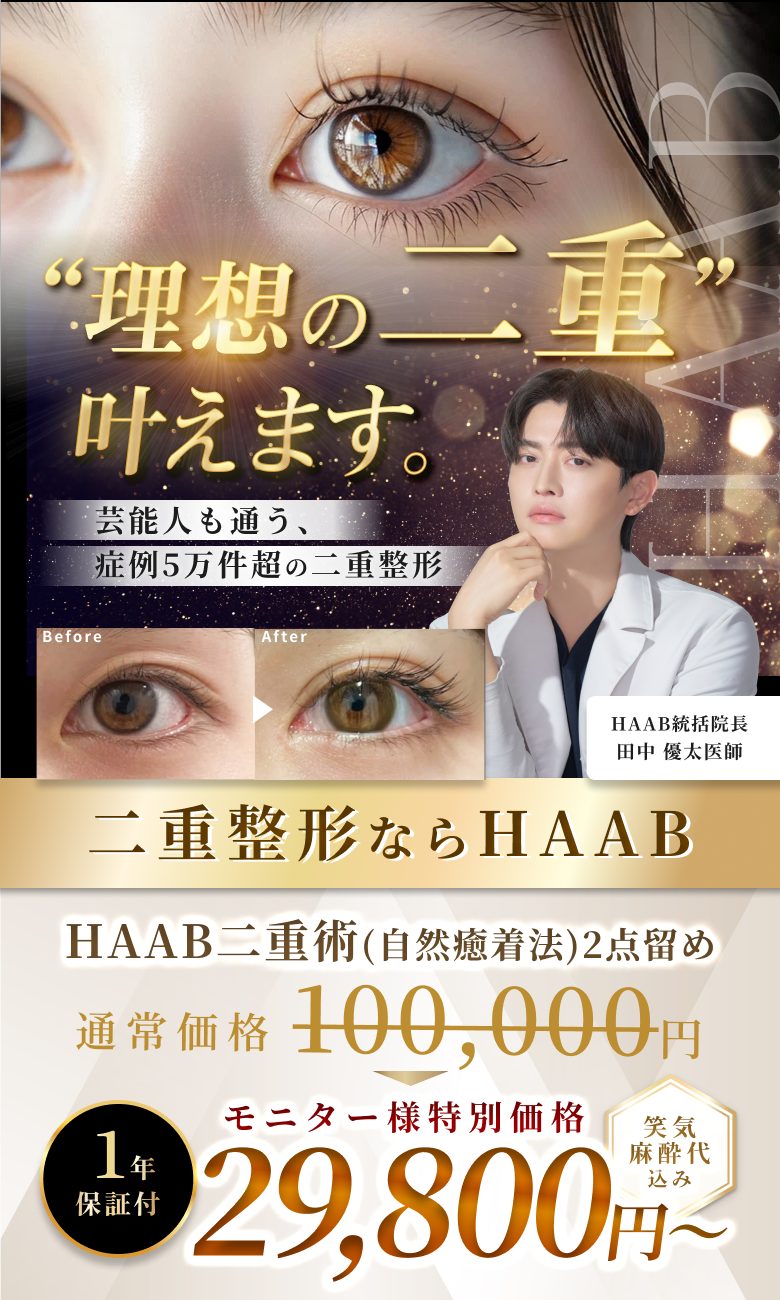 HAAB
“理想の二重”
叶えます。
芸能人も通う、
症例5万件超の二重整形
Before
After
HAAB統括院長
田中 優太医師
二重整形ならHAAB
HAAB二重術(自然癒着法)2点留め
通常価格 100,000円
モニター様特別価格
1年
保証付
29,800円～
笑気
麻酔代
込み